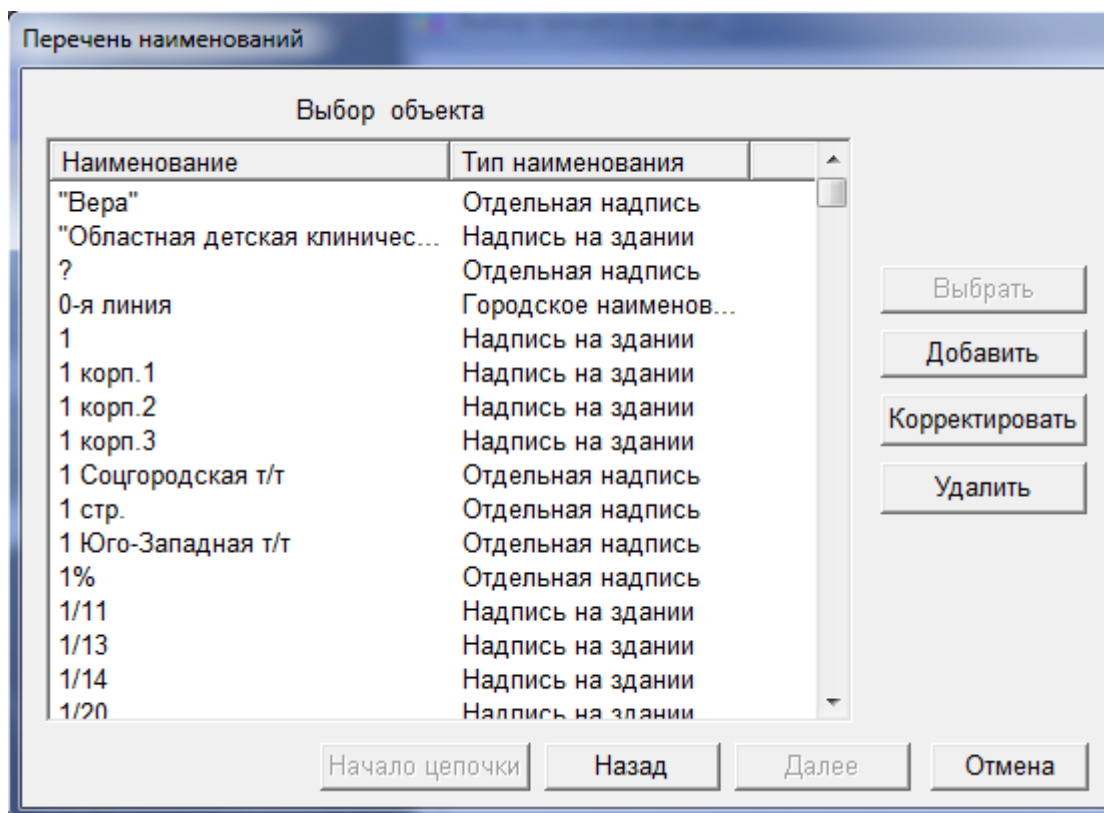 Перечень наименований
Выбор объекта
Наименование Тип наименования
"Вера" Отдельная надпись
"Областная детская клиничес... Надпись на здании
? Отдельная надпись
0-я линия Городское наименов...
1 Надпись на здании
1 корп.1 Надпись на здании
1 корп.2 Надпись на здании
1 корп.3 Надпись на здании
1 Соцгородская т/т Отдельная надпись
1 стр. Отдельная надпись
1 Юго-Западная т/т Отдельная надпись
1% Отдельная надпись
1/11 Надпись на здании
1/13 Надпись на здании
1/14 Надпись на здании
1/20 Надпись на здании
Выбрать
Добавить
Корректировать
Удалить
Начало цепочки Назад Далее Отмена